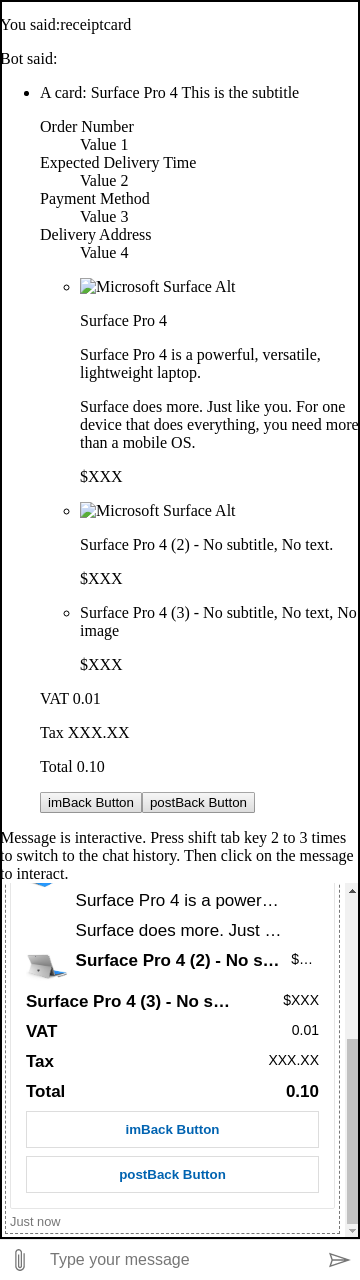 You said:receiptcard
Bot said:
A card: Surface Pro 4 This is the subtitle
Order Number
Value 1
Expected Delivery Time
Value 2
Payment Method
Value 3
Delivery Address
Value 4
Microsoft Surface Alt
Surface Pro 4
Surface Pro 4 is a powerful, versatile,
lightweight laptop.
Surface does more. Just like you. For one
device that does everything, you need more
than a mobile OS.
$XXX
Microsoft Surface Alt
Surface Pro 4 (2) - No subtitle, No text.
$XXX
Surface Pro 4 (3) - No subtitle, No text, No
image
$XXX
VAT 0.01
Tax XXX.XX
Total 0.10
imBack Button postBack Button
Message is interactive. Press shift tab key 2 to 3 times
to switch to the chat history. Then click on the message
to interact.
Surface Pro 4 is a power…
Surface does more. Just …
Surface Pro 4 (2) - No s… $…
Surface Pro 4 (3) - No s… $XXX
VAT 0.01
Tax XXX.XX
Total 0.10
imBack Button
postBack Button
Just now
Type your message